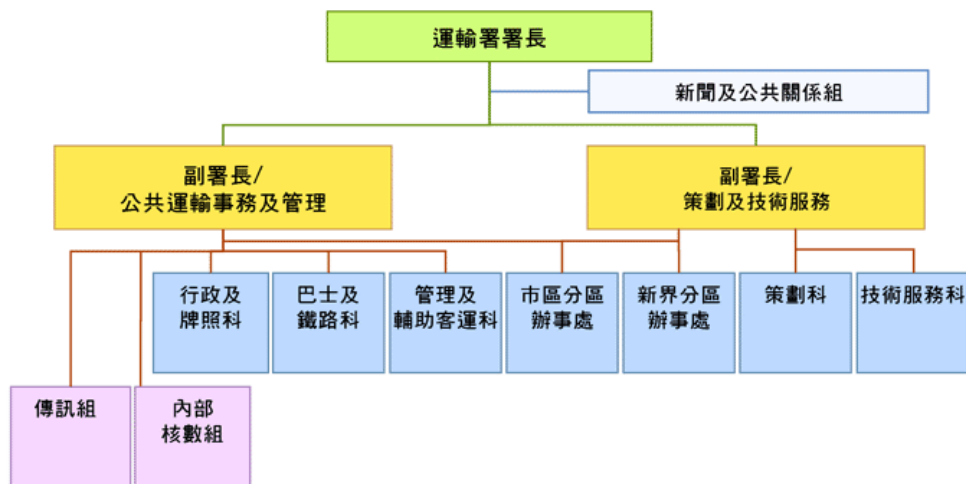 運輸署署長
新聞及公共關係組
副署長/
公共運輸事務及管理
副署長/
策劃及技術服務
行政及
牌照科
巴士及
鐵路科
管理及
輔助客運科
市區分區
辦事處
新界分區
辦事處
策劃科
技術服務科
傳訊組
內部
核數組